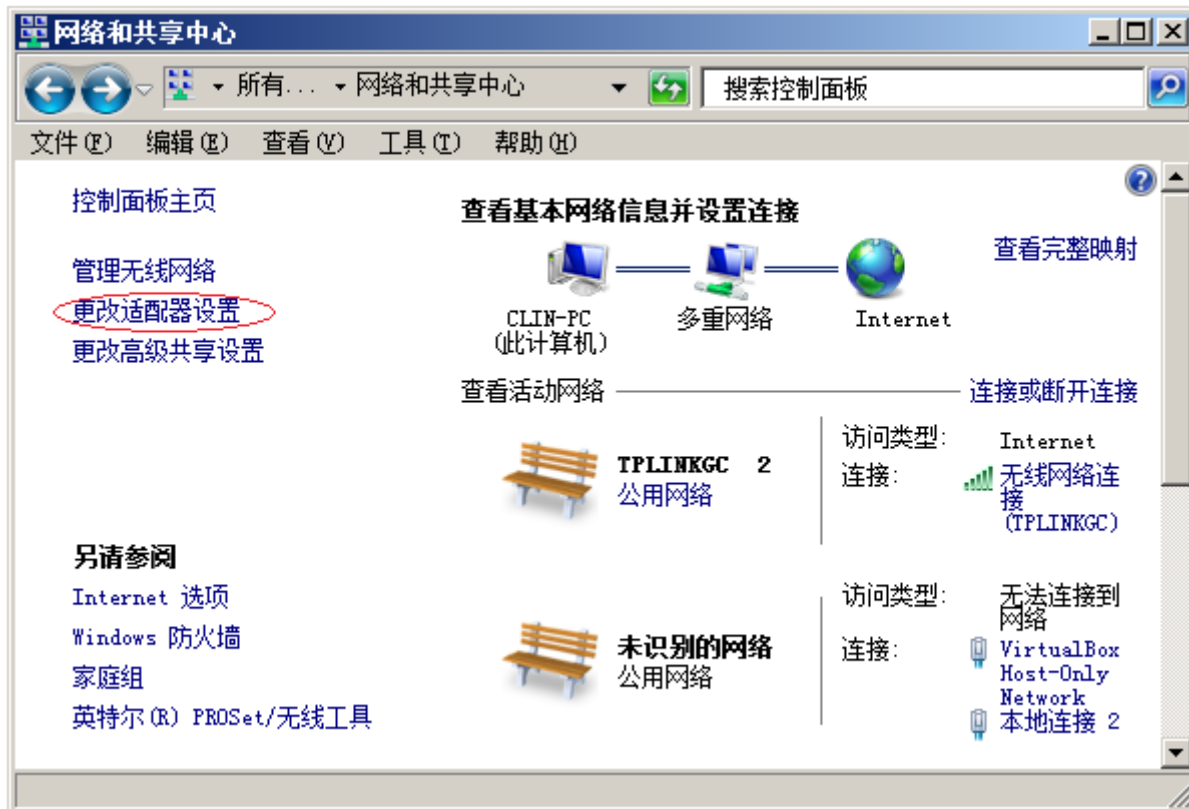 网络和共享中心
所有... 网络和共享中心
搜索控制面板
文件(F) 编辑(E) 查看(V) 工具(T) 帮助(H)
控制面板主页
管理无线网络
更改适配器设置
更改高级共享设置
另请参阅
Internet 选项
Windows 防火墙
家庭组
英特尔(R) PROSet/无线工具
查看基本网络信息并设置连接
查看完整映射
CLIN-PC
(此计算机)
多重网络
Internet
查看活动网络
连接或断开连接
TPLINKGC 2
公用网络
访问类型:
Internet
连接:
无线网络连
接
(TPLINKGC)
未识别的网络
公用网络
访问类型:
无法连接到
网络
连接:
VirtualBox
Host-Only
Network
本地连接 2